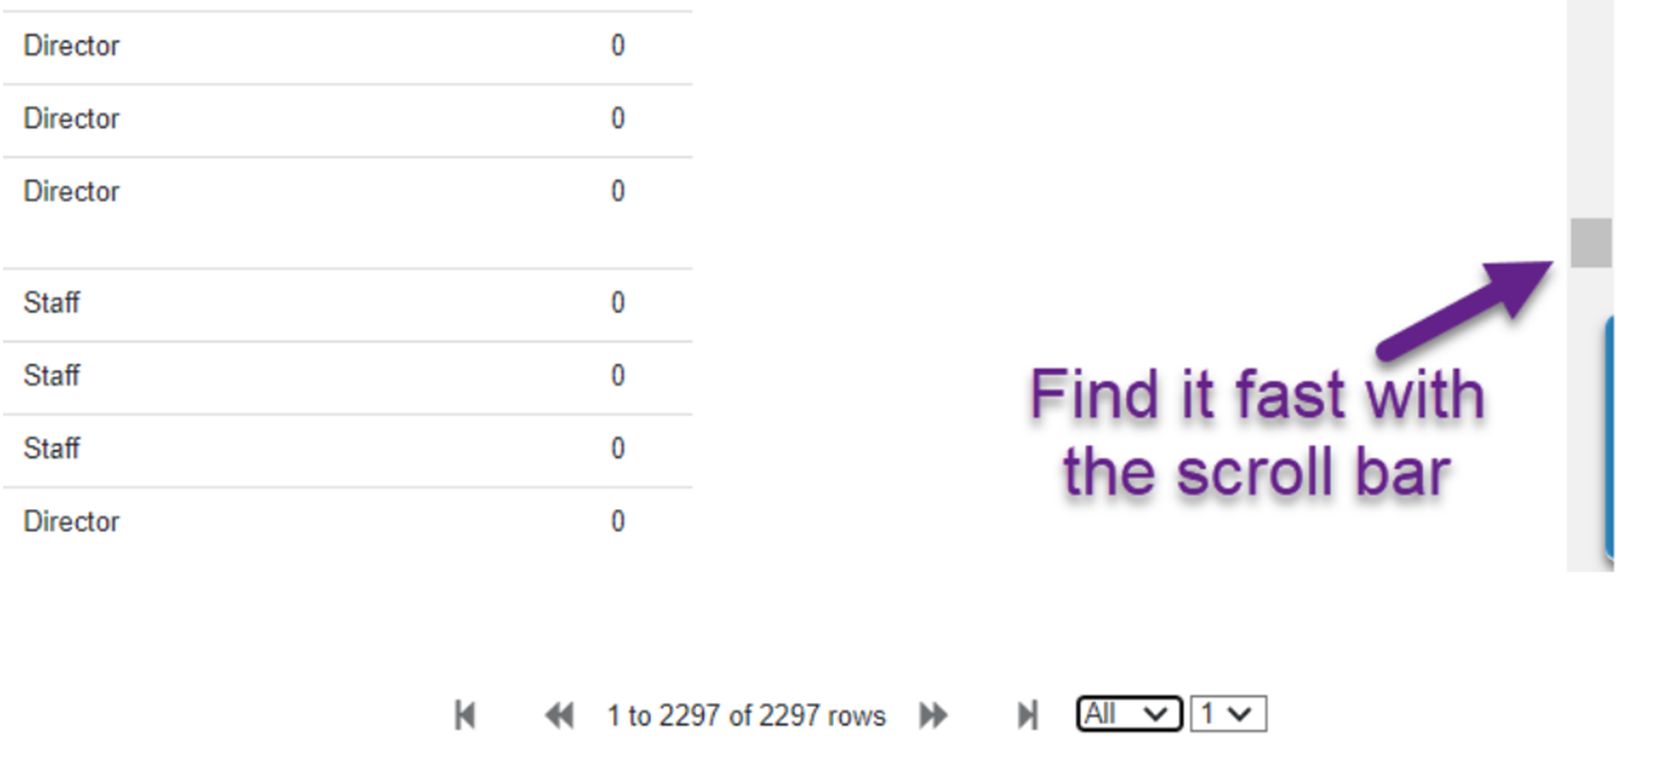 Director 0
Director 0
Director 0
Staff 0
Staff 0
Staff 0
Director 0
Find it fast with
the scroll bar
1 to 2297 of 2297 rows All 1